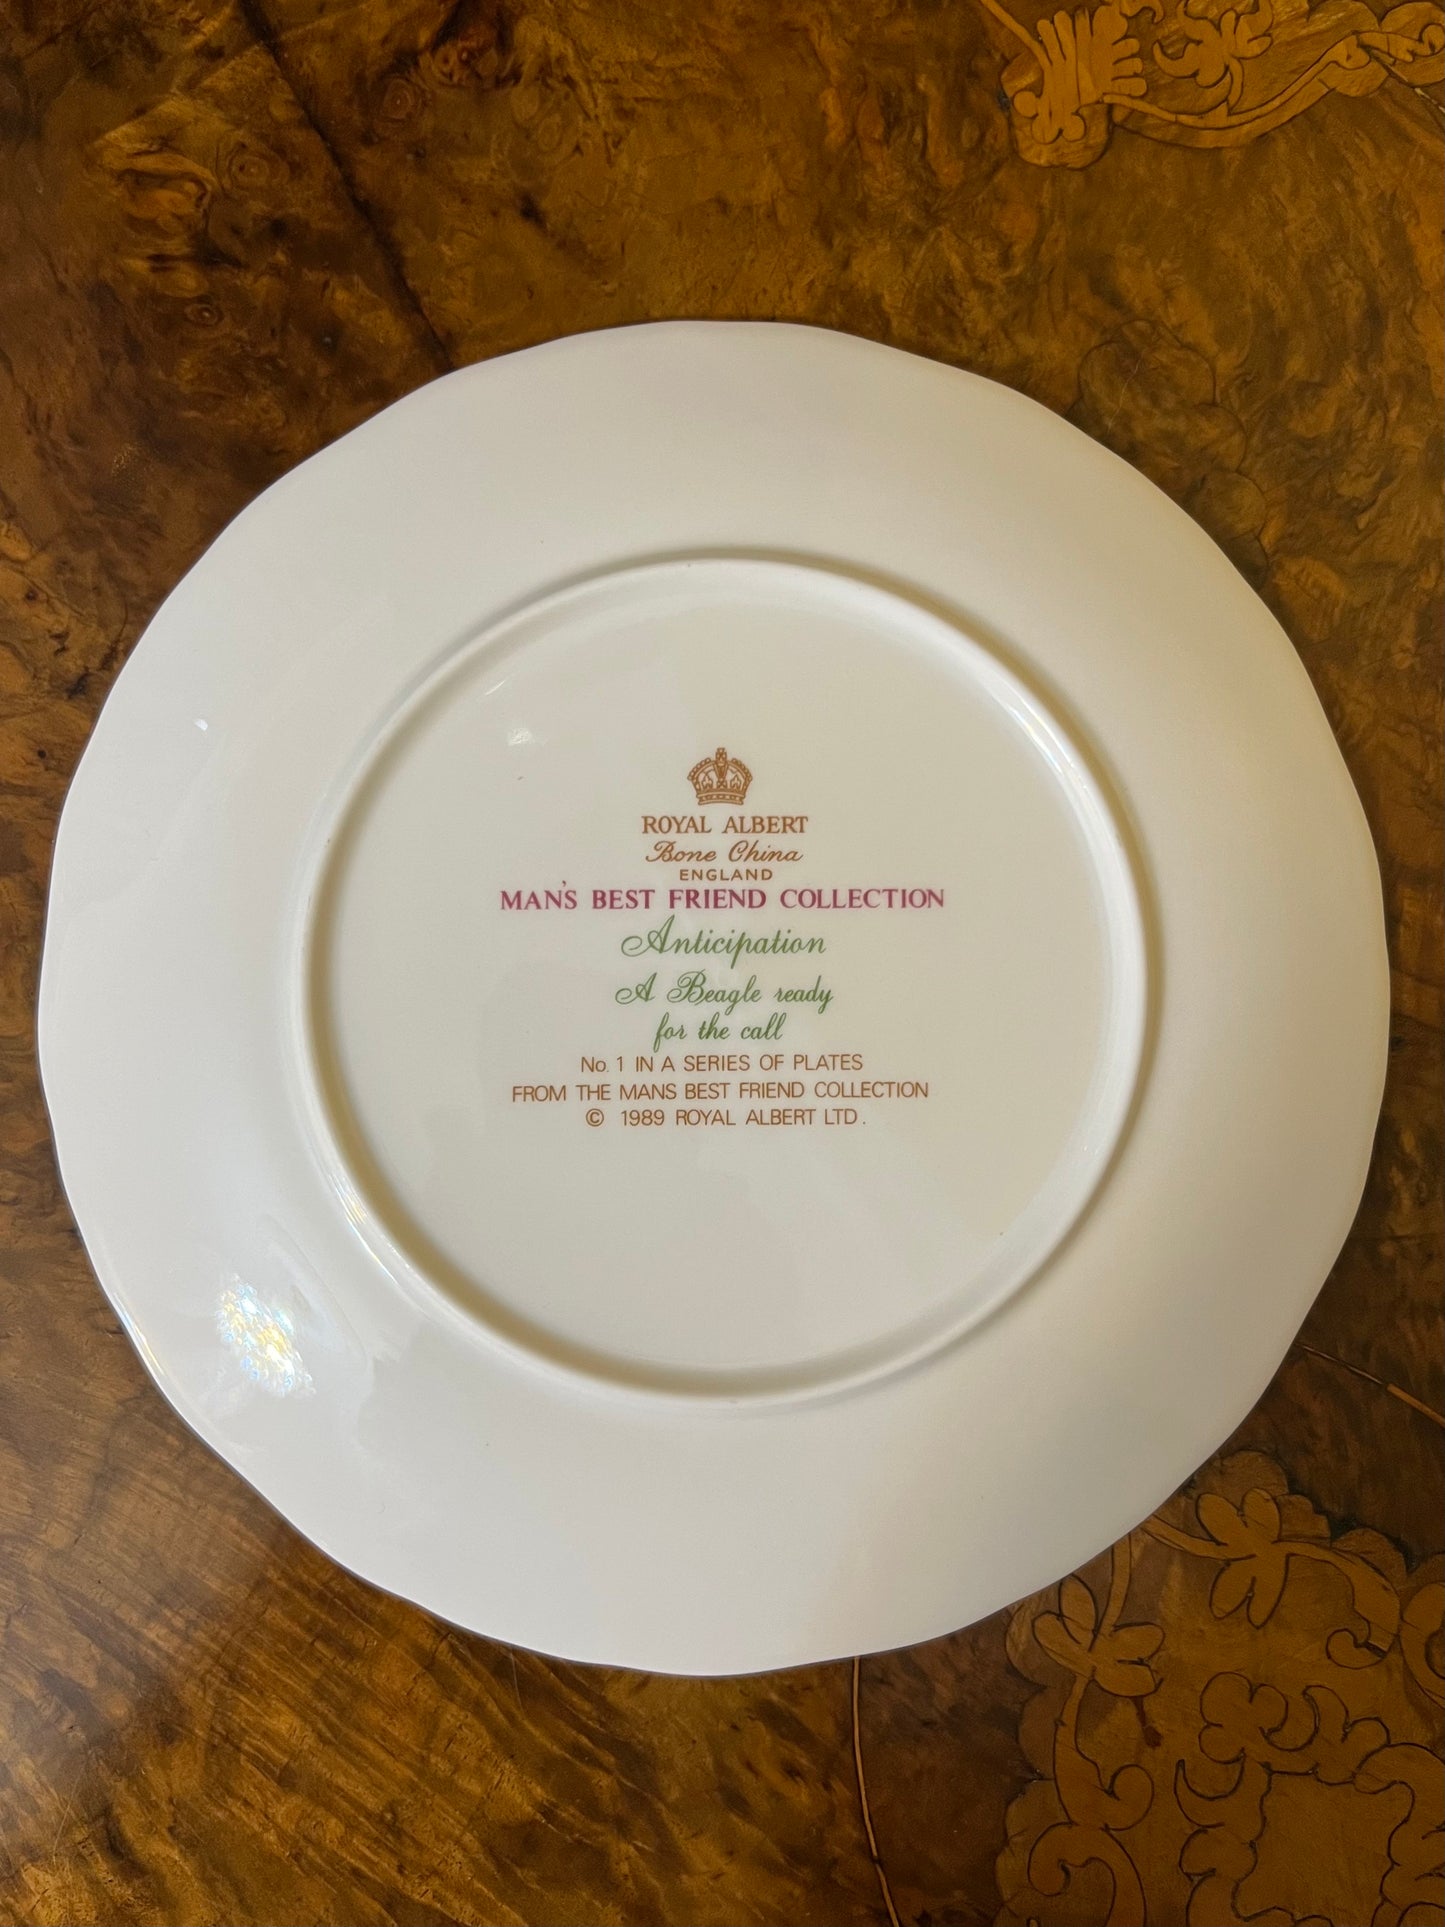 ROYAL ALBERT
Bone China
ENGLAND
MAN'S BEST FRIEND COLLECTION
Anticipation
A Beagle ready
for the call
No. 1 IN A SERIES OF PLATES
FROM THE MANS BEST FRIEND COLLECTION
© 1989 ROYAL ALBERT LTD.